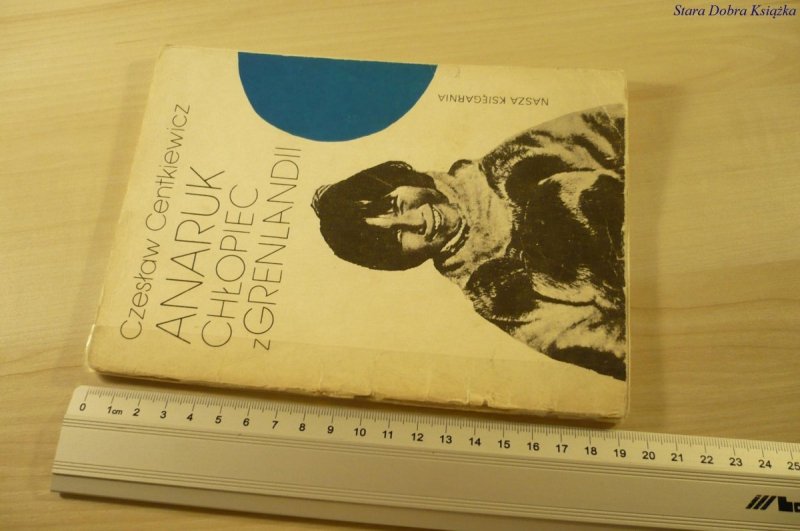 Stara Dobra Książka
Czesław Centkiewicz
ANARUK
CHŁOPIEC
z GRENLANDII
NASZA KSIĘGARNIA
0 1cm 2 3 4 5 6 7 8 9 10 11 12 13 14 15 16 17 18 19 20 21 22 23 24 25